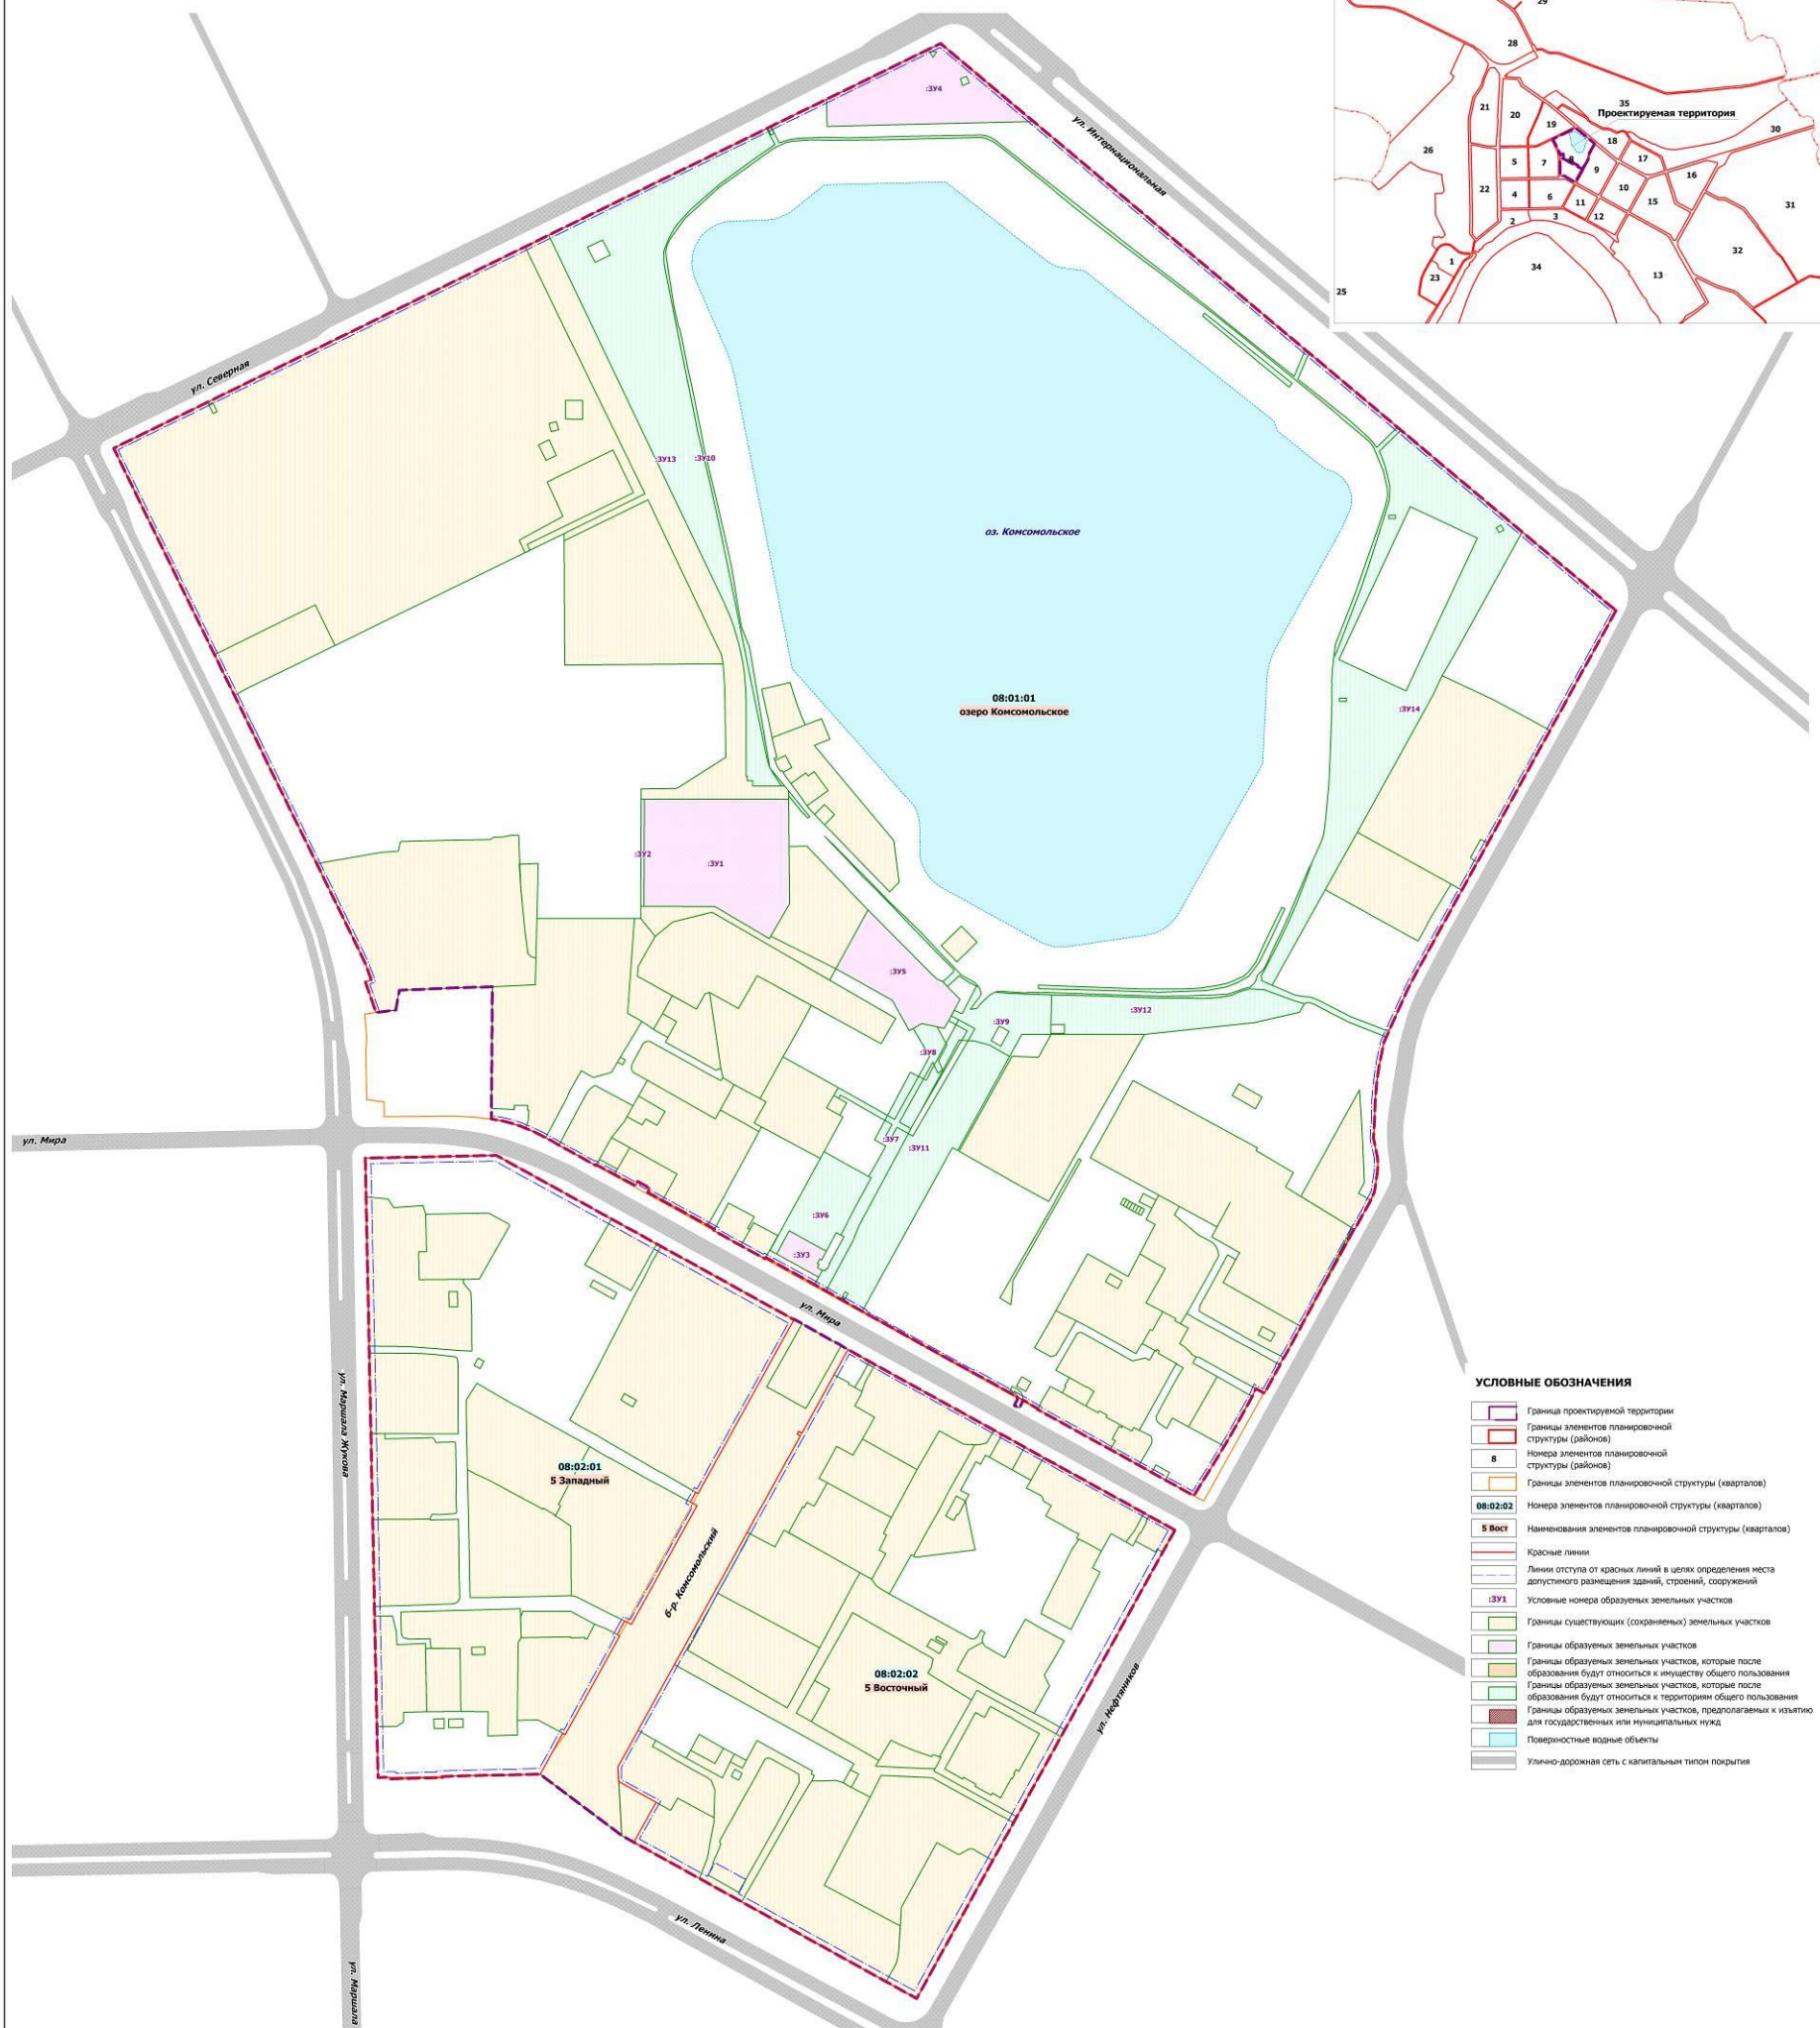 29
28
35
Проектируемая территория
21
20
19
30
18
26
5
7
8
17
9
16
22
4
6
10
15
31
11
2
3
12
1
34
32
13
23
25
:ЗУ4
ул. Интернациональная
ул. Северная
:ЗУ13
:ЗУ10
оз. Комсомольское
08:01:01
озеро Комсомольское
:ЗУ14
:ЗУ2
:ЗУ1
:ЗУ5
:ЗУ9
:ЗУ12
:ЗУ8
ул. Мира
:ЗУ7
:ЗУ11
:ЗУ6
:ЗУ3
ул. Мира
ул. Маршала Жукова
08:02:01
5 Западный
б-р. Комсомольский
08:02:02
5 Восточный
ул. Нефтяников
ул. Ленина
ул. Маршала
УСЛОВНЫЕ ОБОЗНАЧЕНИЯ
Граница проектируемой территории
Границы элементов планировочной
структуры (районов)
8
Номера элементов планировочной
структуры (районов)
Границы элементов планировочной структуры (кварталов)
08:02:02
Номера элементов планировочной структуры (кварталов)
5 Вост
Наименования элементов планировочной структуры (кварталов)
Красные линии
Линии отступа от красных линий в целях определения места
допустимого размещения зданий, строений, сооружений
:ЗУ1
Условные номера образуемых земельных участков
Границы существующих (сохраняемых) земельных участков
Границы образуемых земельных участков
Границы образуемых земельных участков, которые после
образования будут относиться к имуществу общего пользования
Границы образуемых земельных участков, которые после
образования будут относиться к территориям общего пользования
Границы образуемых земельных участков, предполагаемых к изъятию
для государственных или муниципальных нужд
Поверхностные водные объекты
Улично-дорожная сеть с капитальным типом покрытия